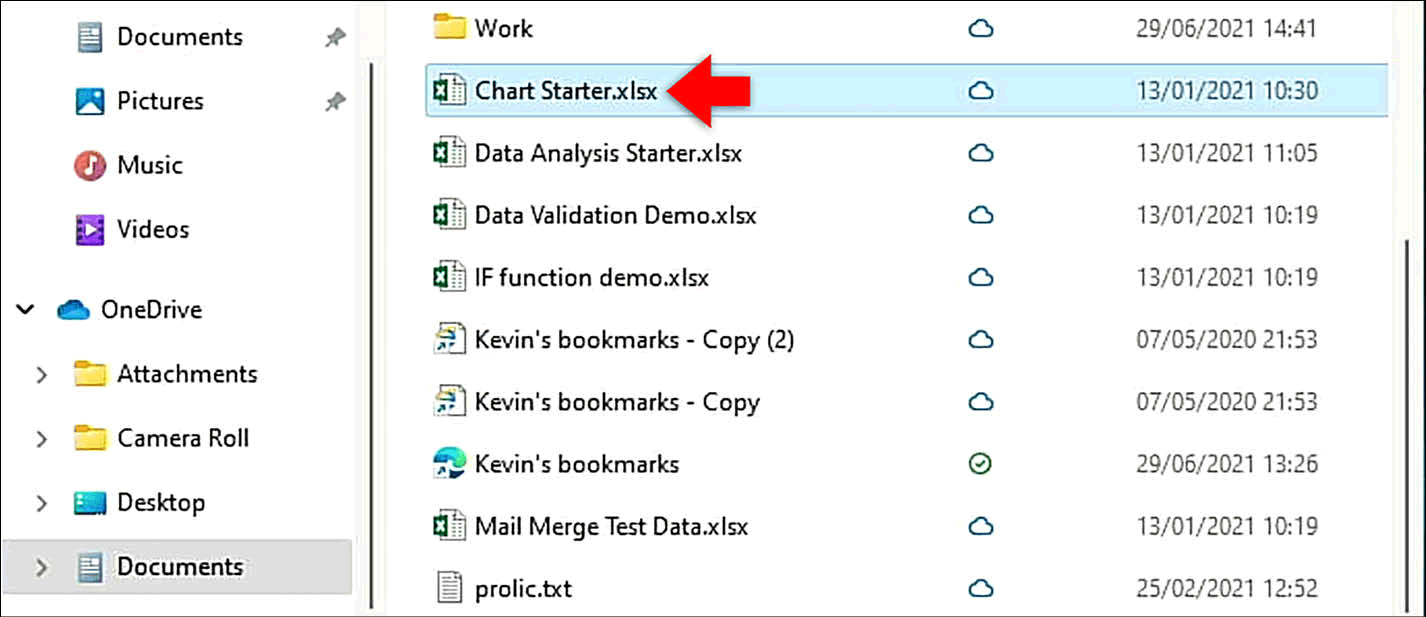 Documents
Pictures
Music
Videos
OneDrive
Attachments
Camera Roll
Desktop
Documents
Work 29/06/2021 14:41
Chart Starter.xlsx 13/01/2021 10:30
Data Analysis Starter.xlsx 13/01/2021 11:05
Data Validation Demo.xlsx 13/01/2021 10:19
IF function demo.xlsx 13/01/2021 10:19
Kevin's bookmarks - Copy (2) 07/05/2020 21:53
Kevin's bookmarks - Copy 07/05/2020 21:53
Kevin's bookmarks 29/06/2021 13:26
Mail Merge Test Data.xlsx 13/01/2021 10:19
prolic.txt 25/02/2021 12:52